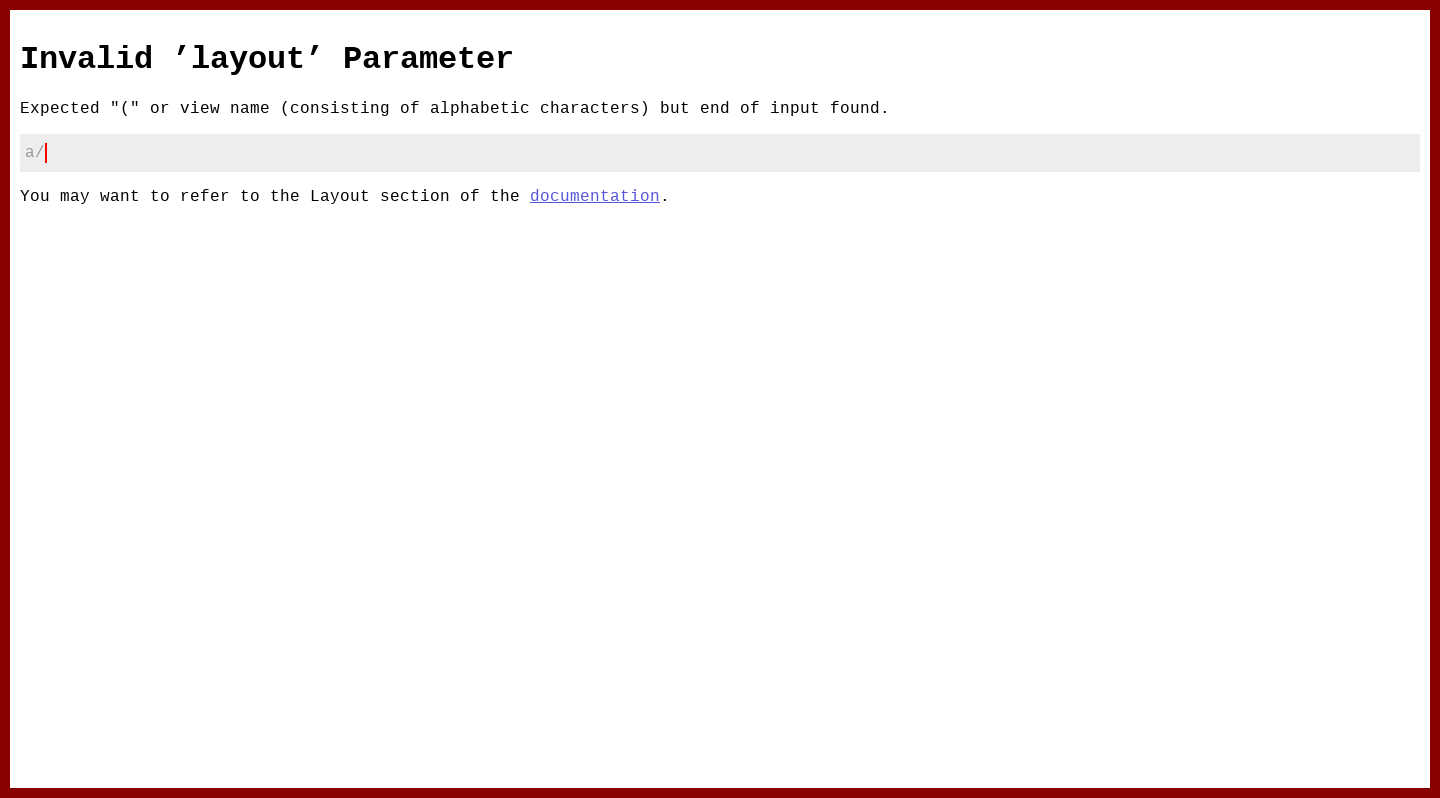 Invalid ’layout’ Parameter
Expected "(" or view name (consisting of alphabetic characters) but end of input found.
a/
You may want to refer to the Layout section of the documentation.